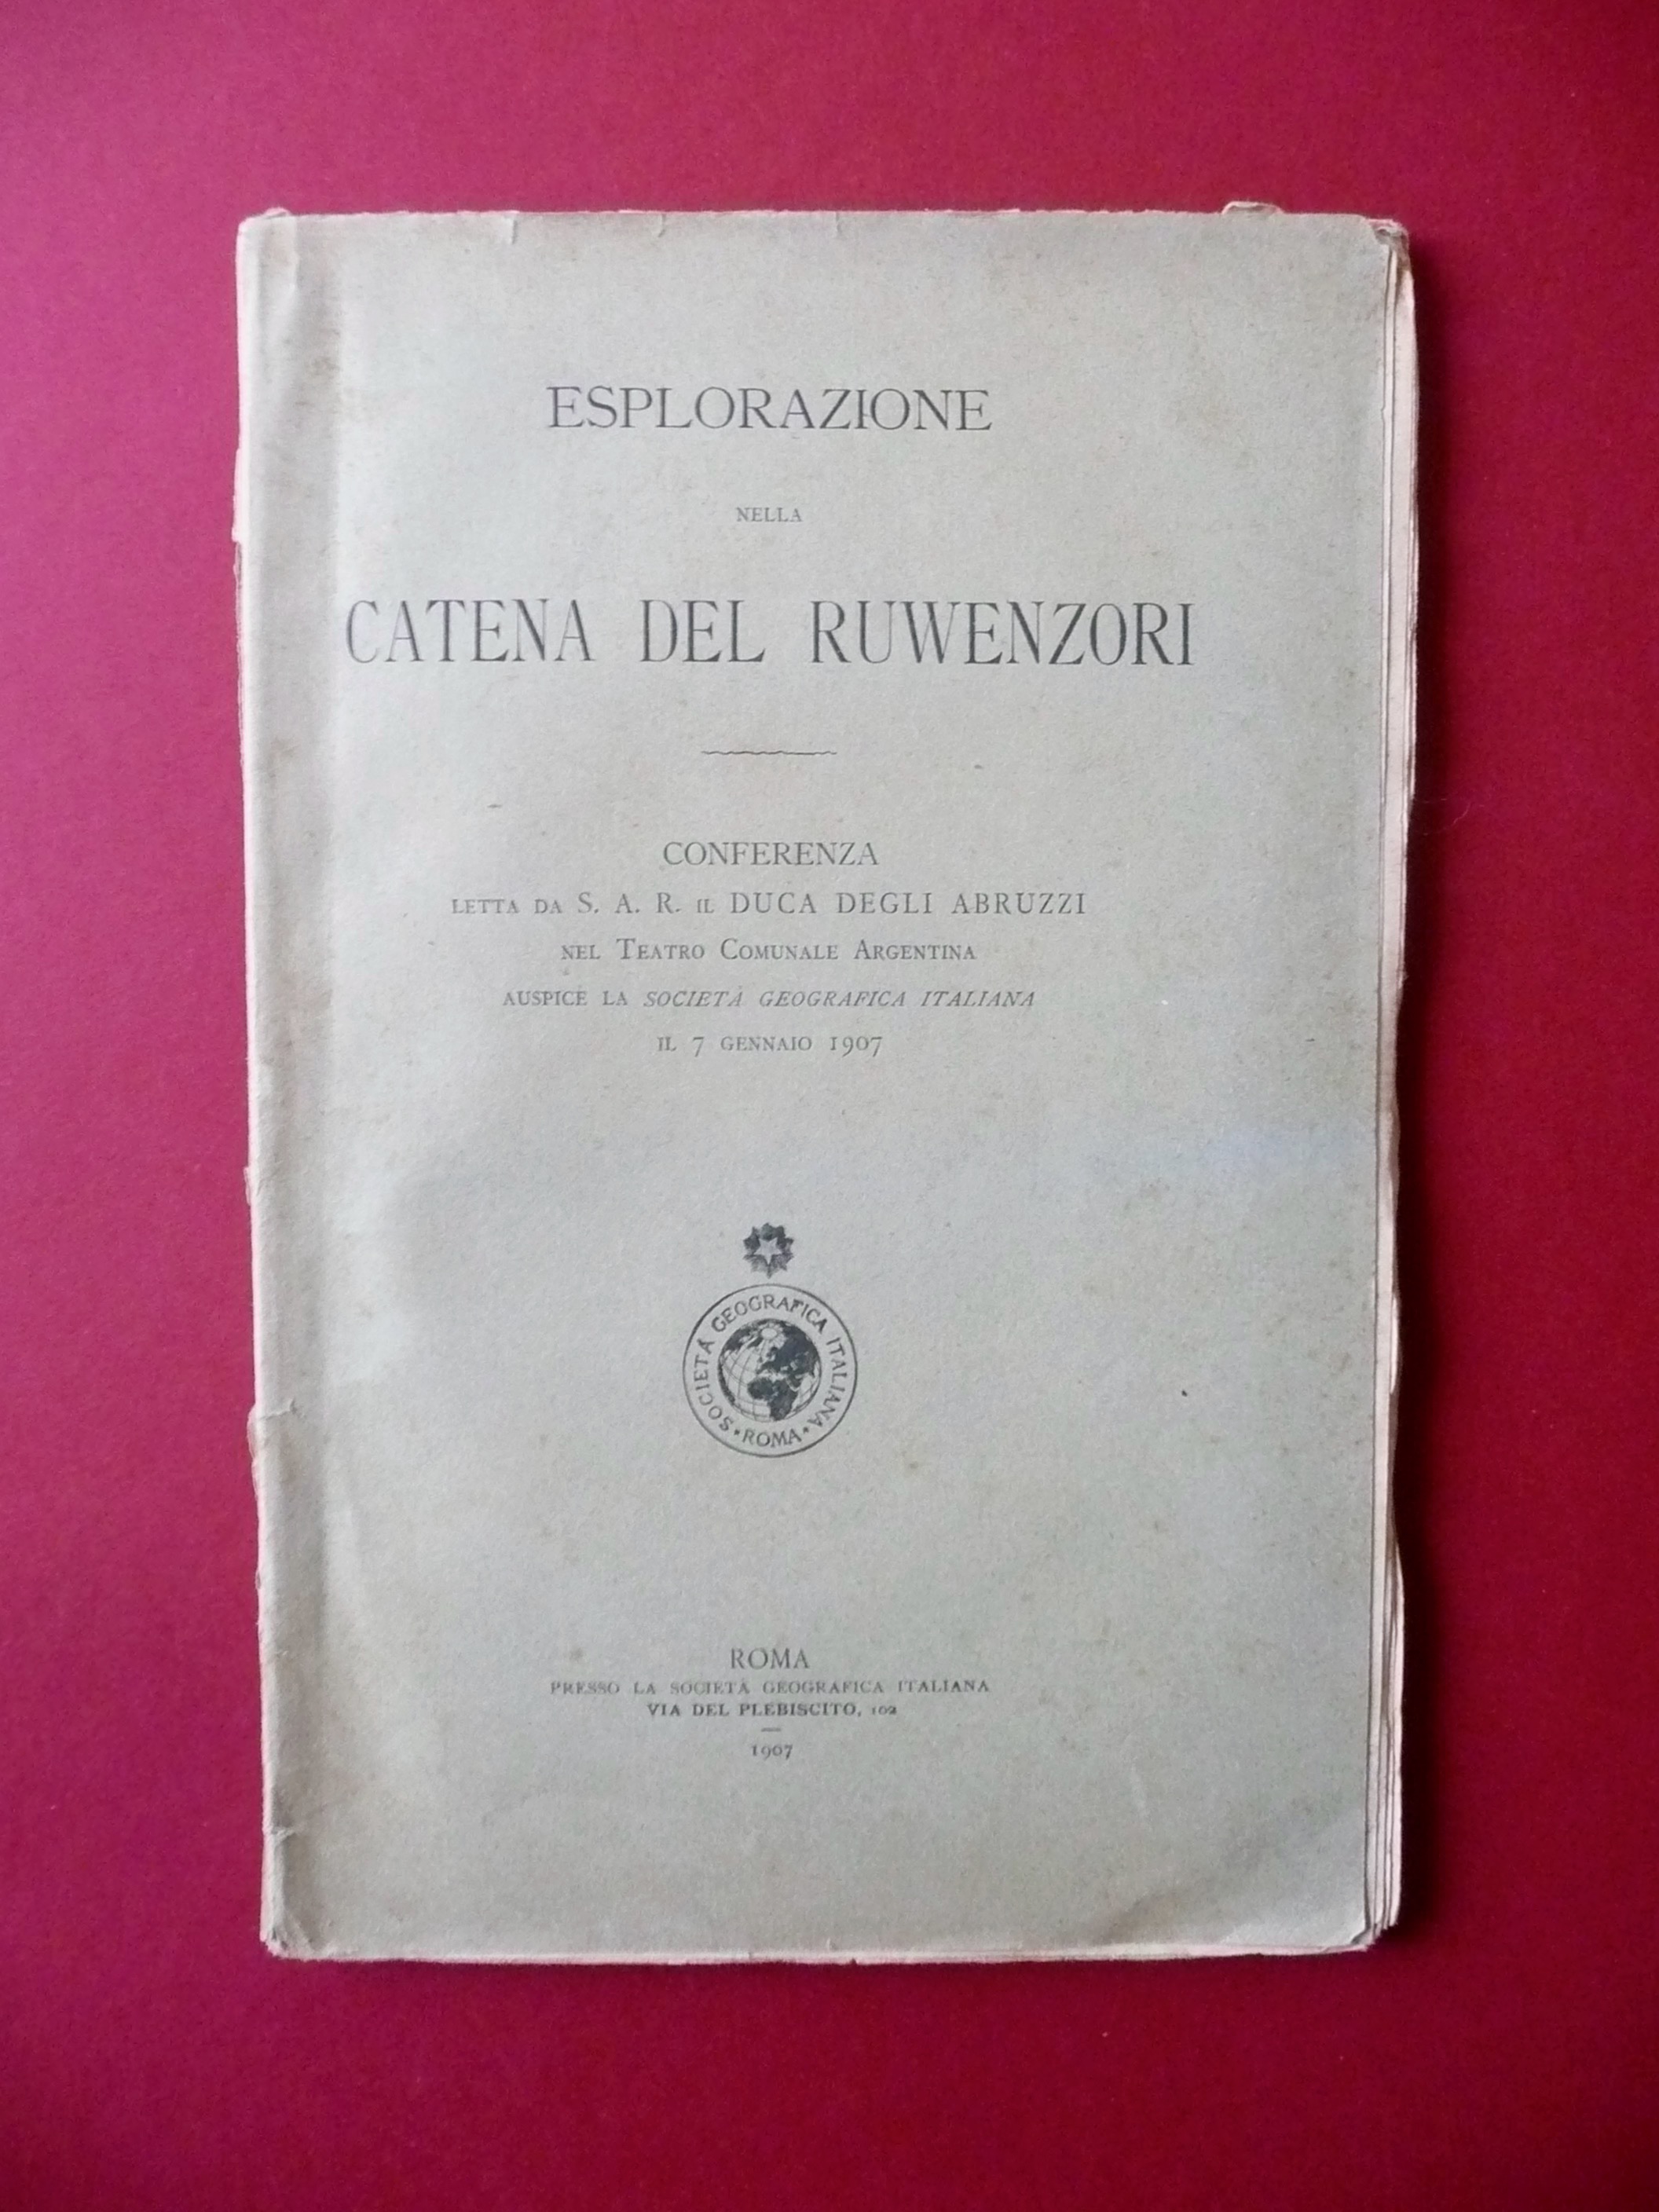 ESPLORAZIONE
NELLA
CATENA DEL RUWENZORI
CONFERENZA
LETTA DA S. A. R. IL DUCA DEGLI ABRUZZI
NEL TEATRO COMUNALE ARGENTINA
AUSPICE LA SOCIETÀ GEOGRAFICA ITALIANA
IL 7 GENNAIO 1907
SOCIETÀ GEOGRAFICA ITALIANA
• ROMA •
ROMA
PRESSO LA SOCIETÀ GEOGRAFICA ITALIANA
VIA DEL PLEBISCITO, 102
1907